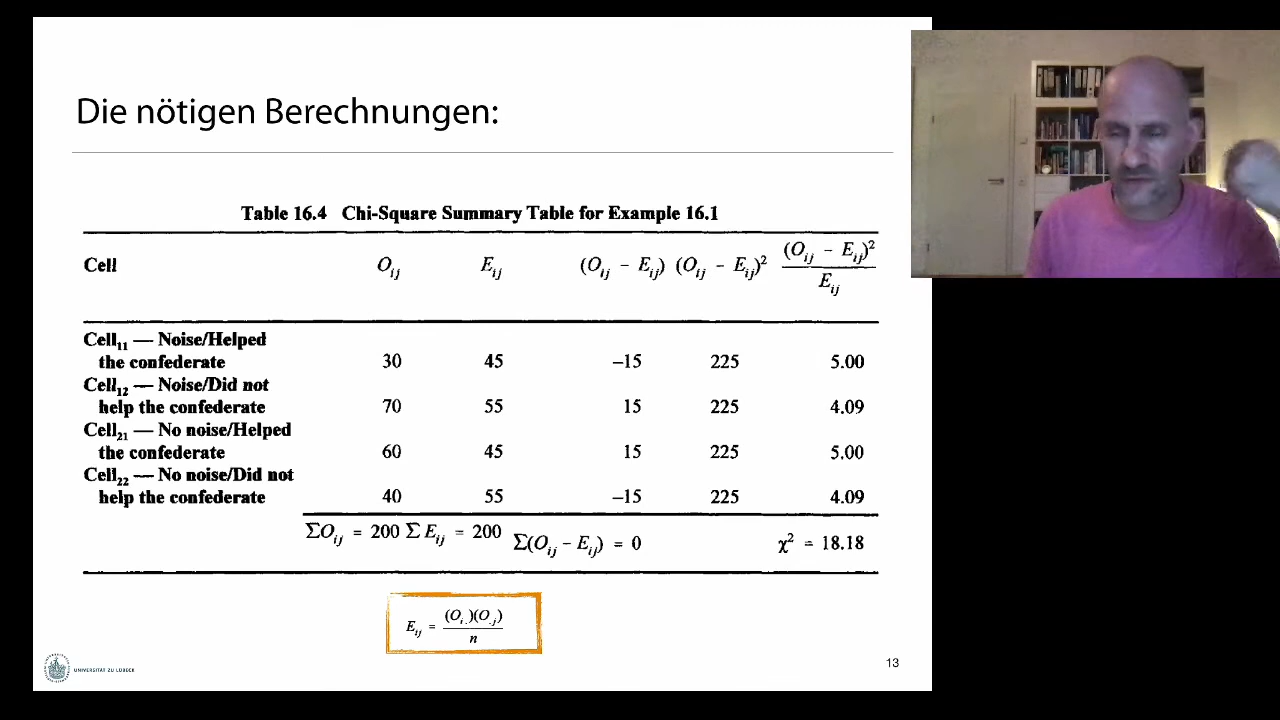 Die nötigen Berechnungen:
Table 16.4 Chi-Square Summary Table for Example 16.1
Cell O_ij E_ij (O_ij − E_ij) (O_ij − E_ij)² (O_ij − E_ij)² / E_ij
Cell₁₁ — Noise/Helped
the confederate 30 45 −15 225 5.00
Cell₁₂ — Noise/Did not
help the confederate 70 55 15 225 4.09
Cell₂₁ — No noise/Helped
the confederate 60 45 15 225 5.00
Cell₂₂ — No noise/Did not
help the confederate 40 55 −15 225 4.09
ΣO_ij = 200 ΣE_ij = 200 Σ(O_ij − E_ij) = 0 χ² = 18.18
E_ij = (O_i.)(O_.j) / n
UNIVERSITÄT ZU LÜBECK
13